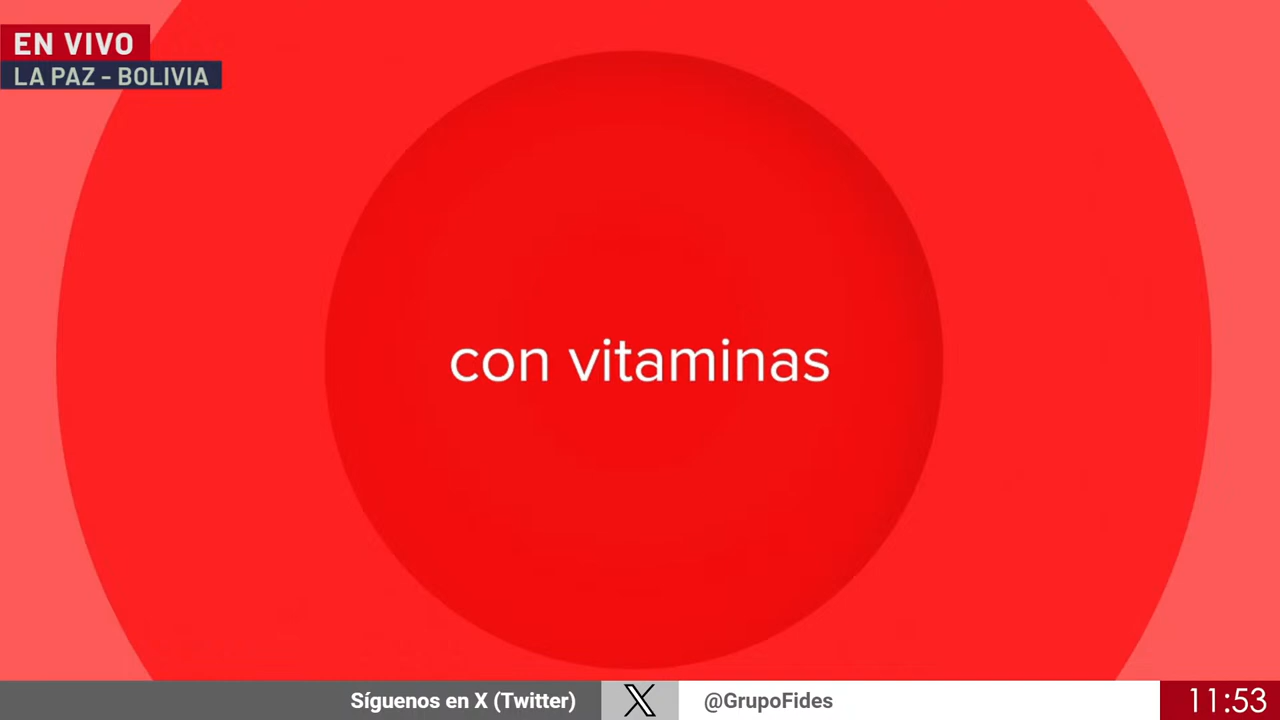 EN VIVO
LA PAZ - BOLIVIA
con vitaminas
Síguenos en X (Twitter)
@GrupoFides
11:53